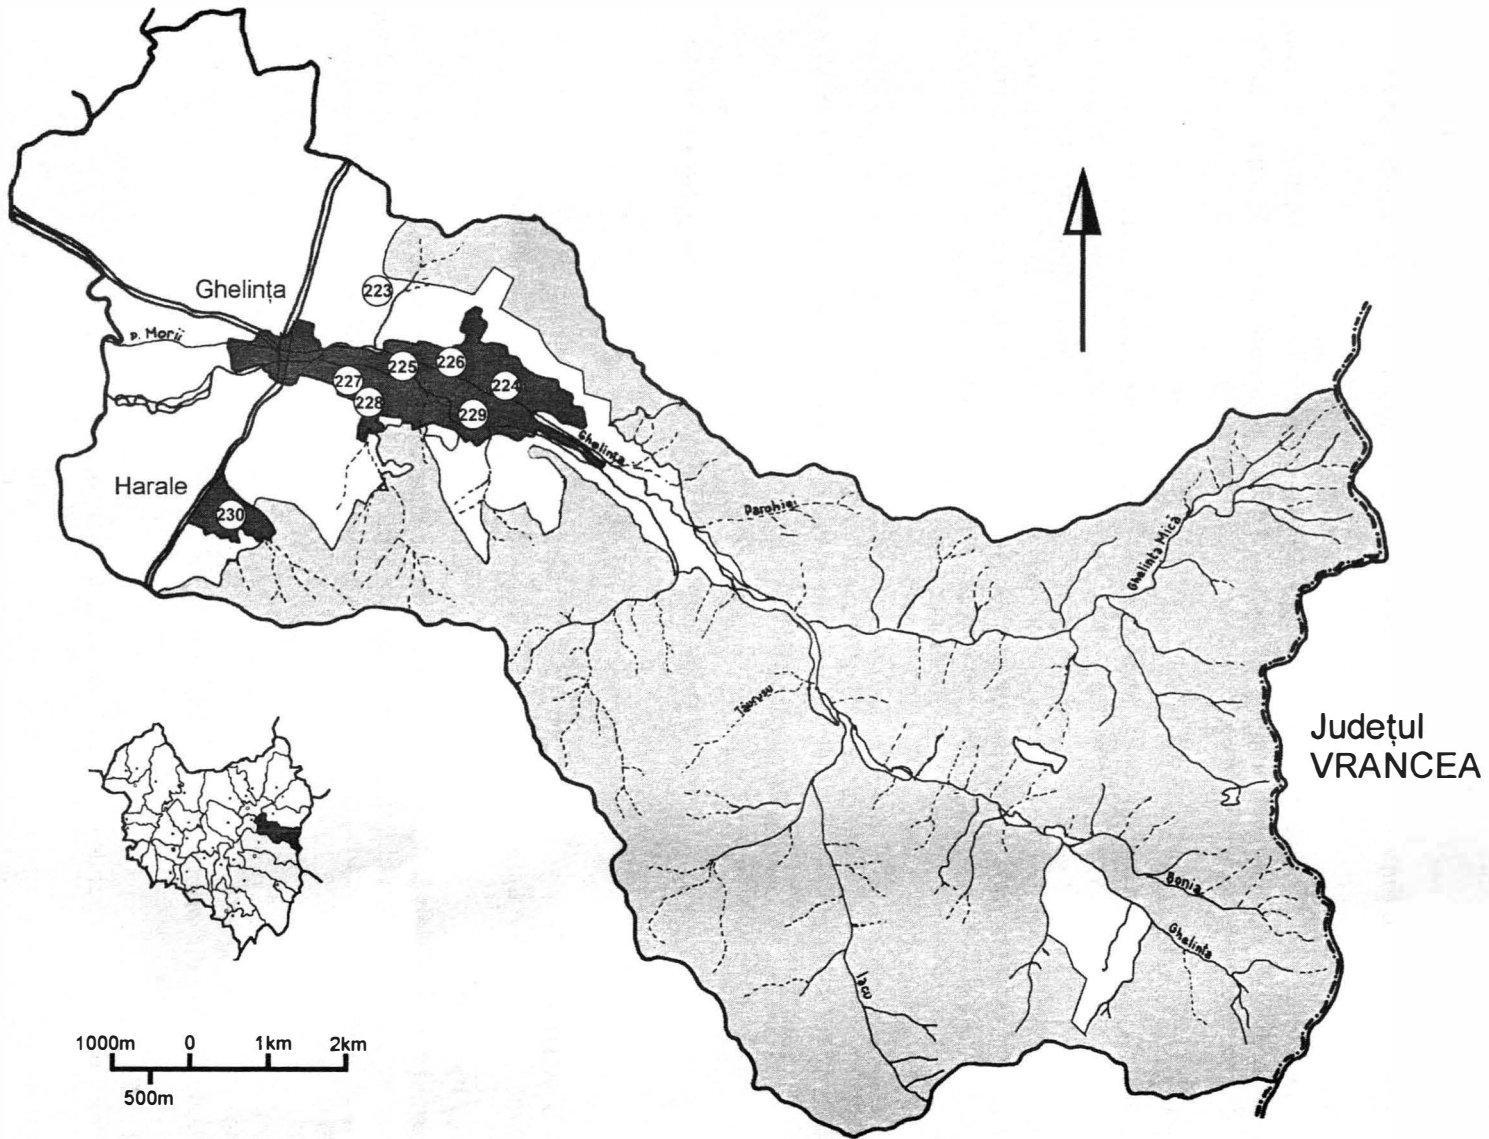 Ghelința
223
P. Morii
226
225
227
224
228
229
Ghelința
Harale
230
Parohiei
Ghelința Mică
Tăurusu
Județul
VRANCEA
Bonia
Ghelința
Iacu
1000m 0 1km 2km
500m